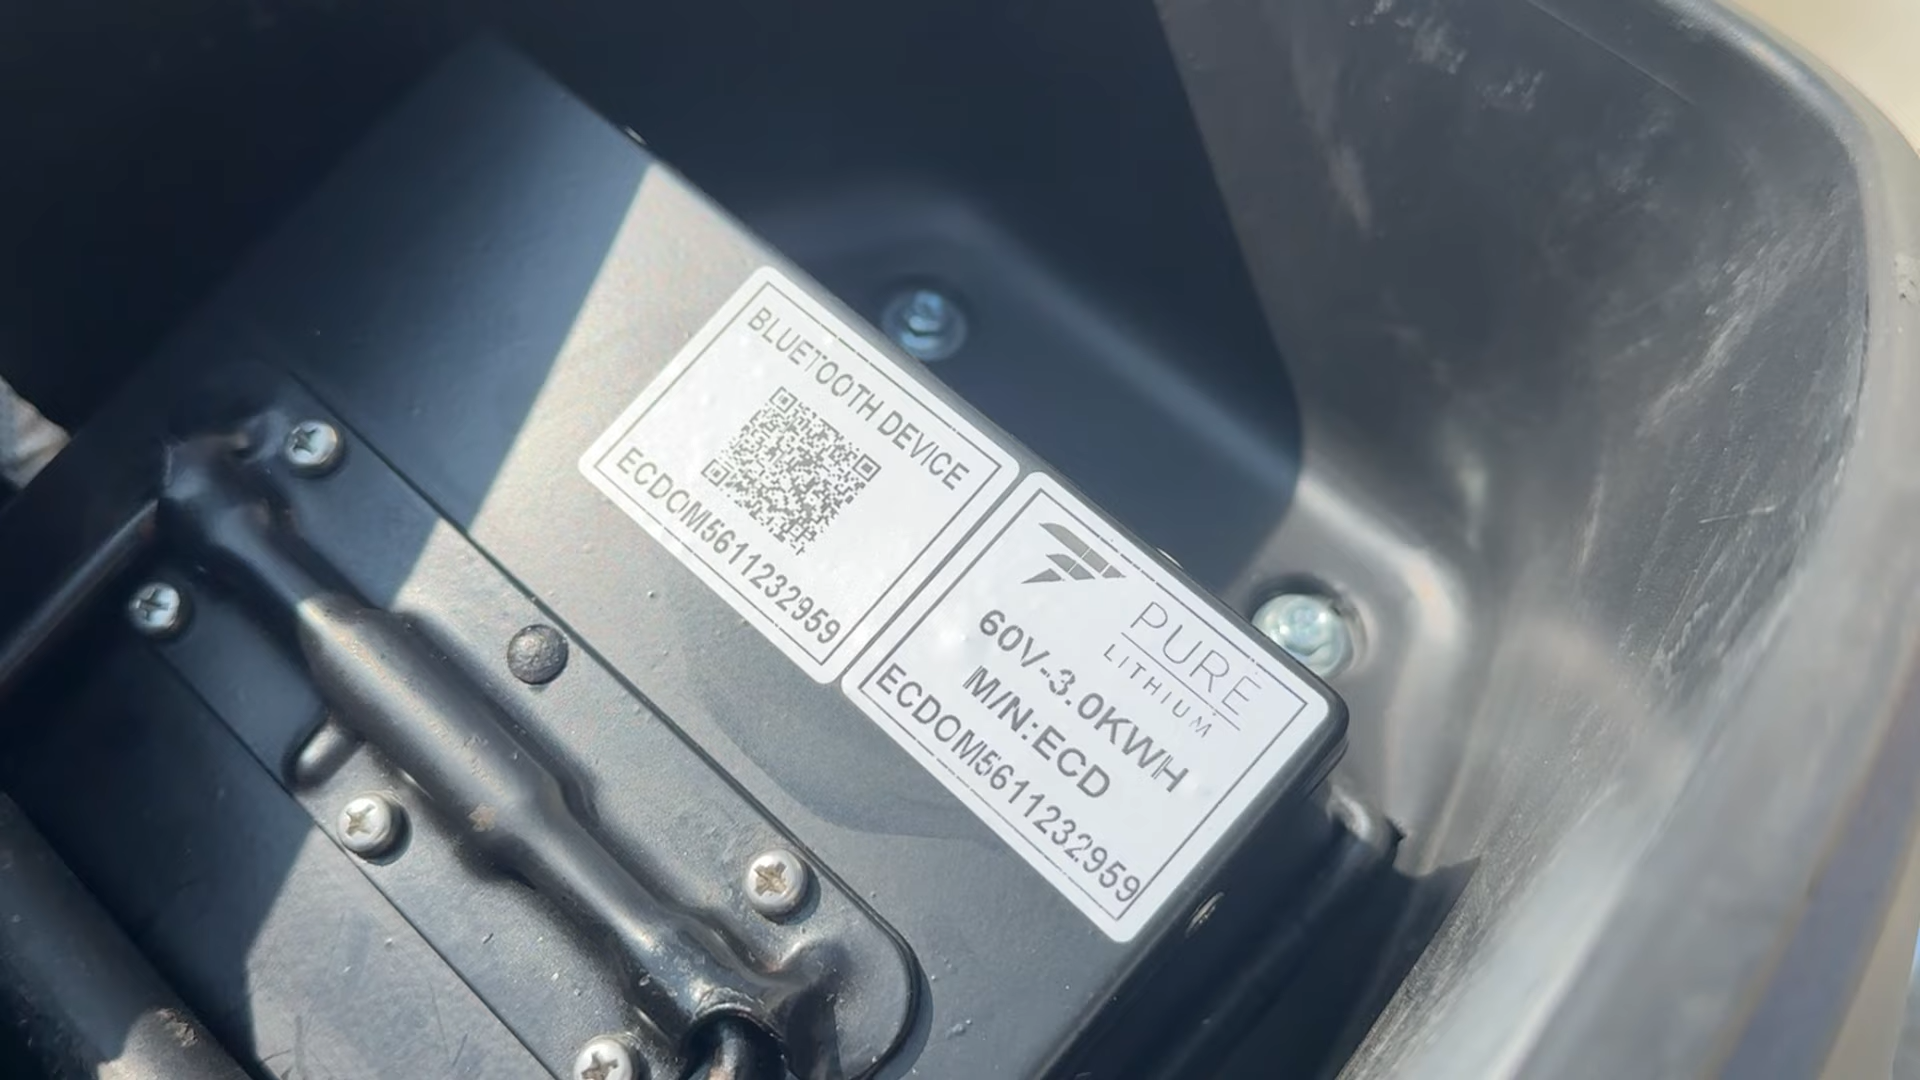 BLUETOOTH DEVICE
ECDOM5611232959
PURE
LITHIUM
60V-3.0KWH
M/N:ECD
ECDOM5611232959